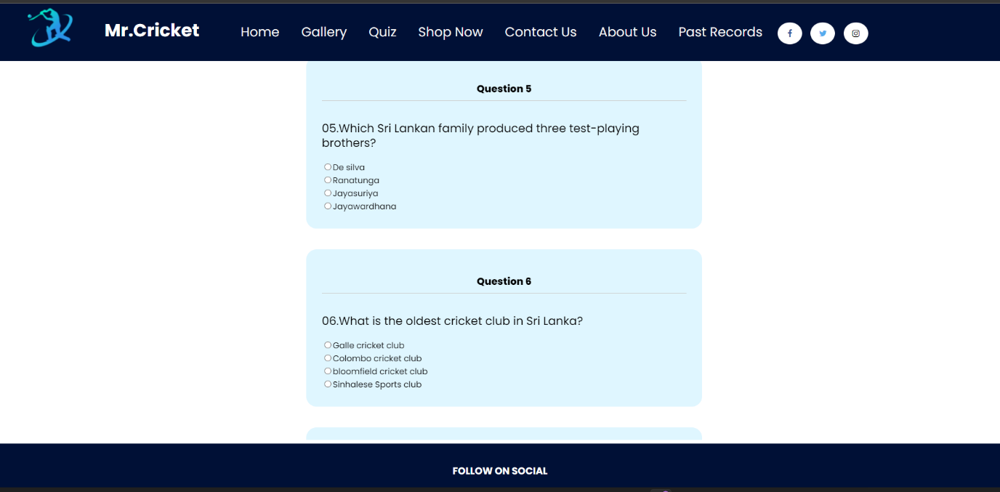 Mr.Cricket
Home Gallery Quiz Shop Now Contact Us About Us Past Records
Question 5
05.Which Sri Lankan family produced three test-playing
brothers?
De silva
Ranatunga
Jayasuriya
Jayawardhana
Question 6
06.What is the oldest cricket club in Sri Lanka?
Galle cricket club
Colombo cricket club
bloomfield cricket club
Sinhalese Sports club
FOLLOW ON SOCIAL